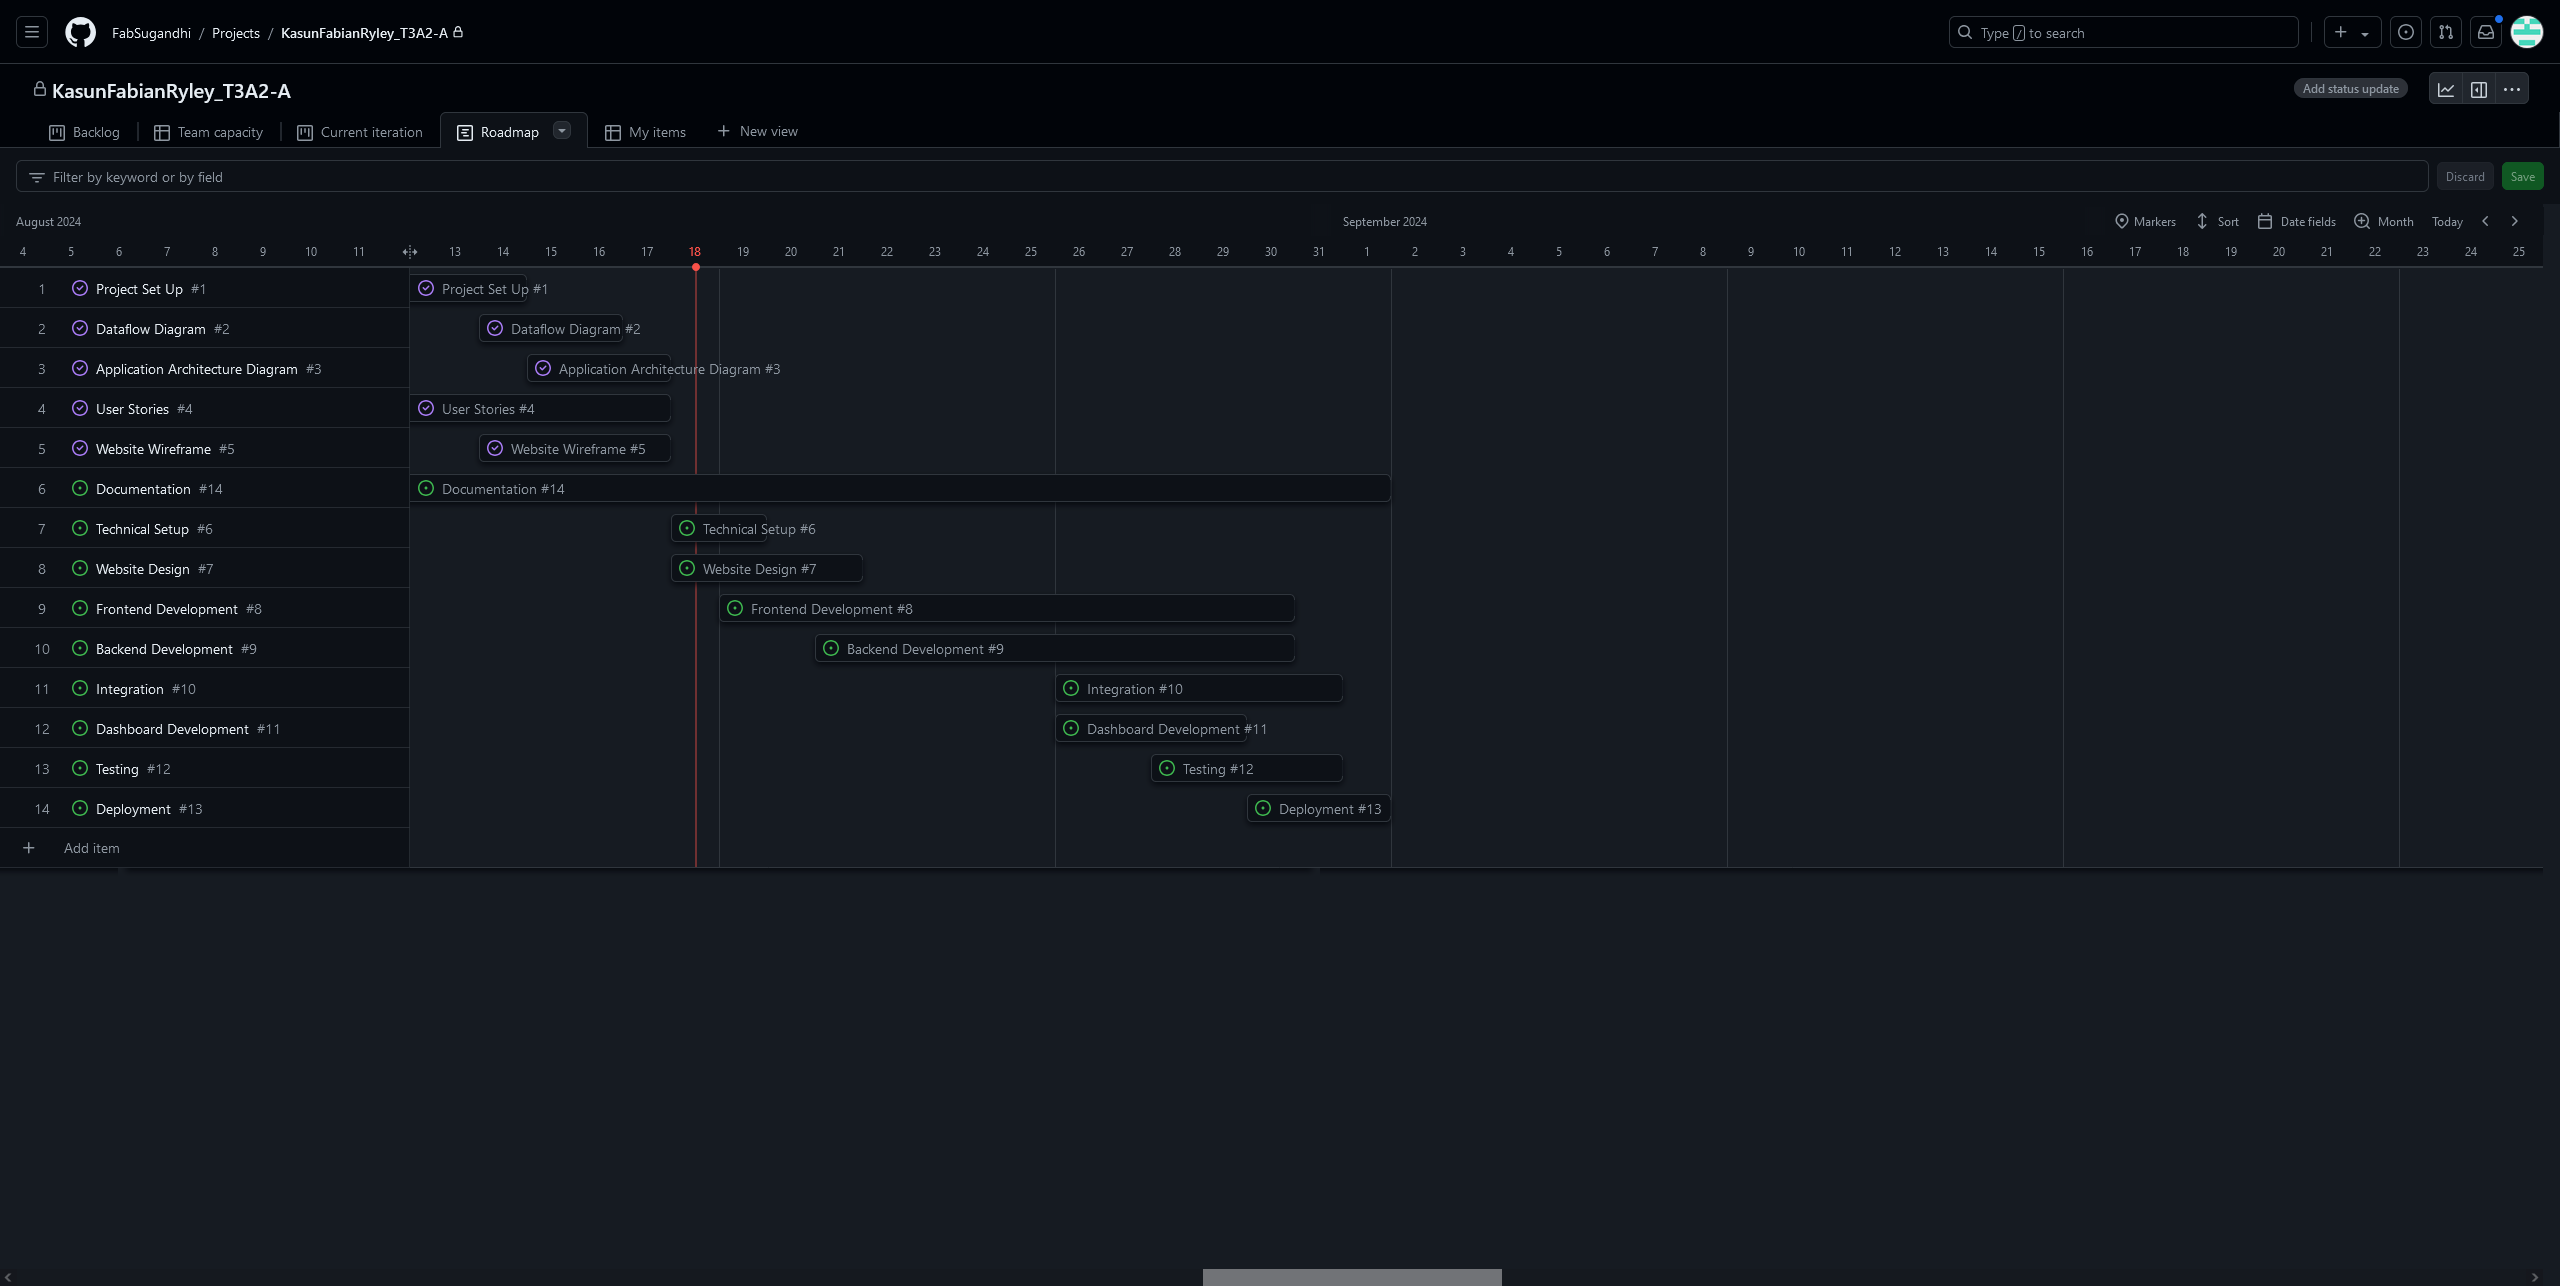 FabSugandhi / Projects / KasunFabianRyley_T3A2-A
Type / to search
KasunFabianRyley_T3A2-A
Add status update
Backlog
Team capacity
Current iteration
Roadmap
My items
New view
Filter by keyword or by field
Discard
Save
August 2024
September 2024
Markers
Sort
Date fields
Month
Today
4 5 6 7 8 9 10 11 13 14 15 16 17 18 19 20 21 22 23 24 25 26 27 28 29 30 31 1 2 3 4 5 6 7 8 9 10 11 12 13 14 15 16 17 18 19 20 21 22 23 24 25
1 Project Set Up #1 Project Set Up #1
2 Dataflow Diagram #2 Dataflow Diagram #2
3 Application Architecture Diagram #3 Application Architecture Diagram #3
4 User Stories #4 User Stories #4
5 Website Wireframe #5 Website Wireframe #5
6 Documentation #14 Documentation #14
7 Technical Setup #6 Technical Setup #6
8 Website Design #7 Website Design #7
9 Frontend Development #8 Frontend Development #8
10 Backend Development #9 Backend Development #9
11 Integration #10 Integration #10
12 Dashboard Development #11 Dashboard Development #11
13 Testing #12 Testing #12
14 Deployment #13 Deployment #13
Add item